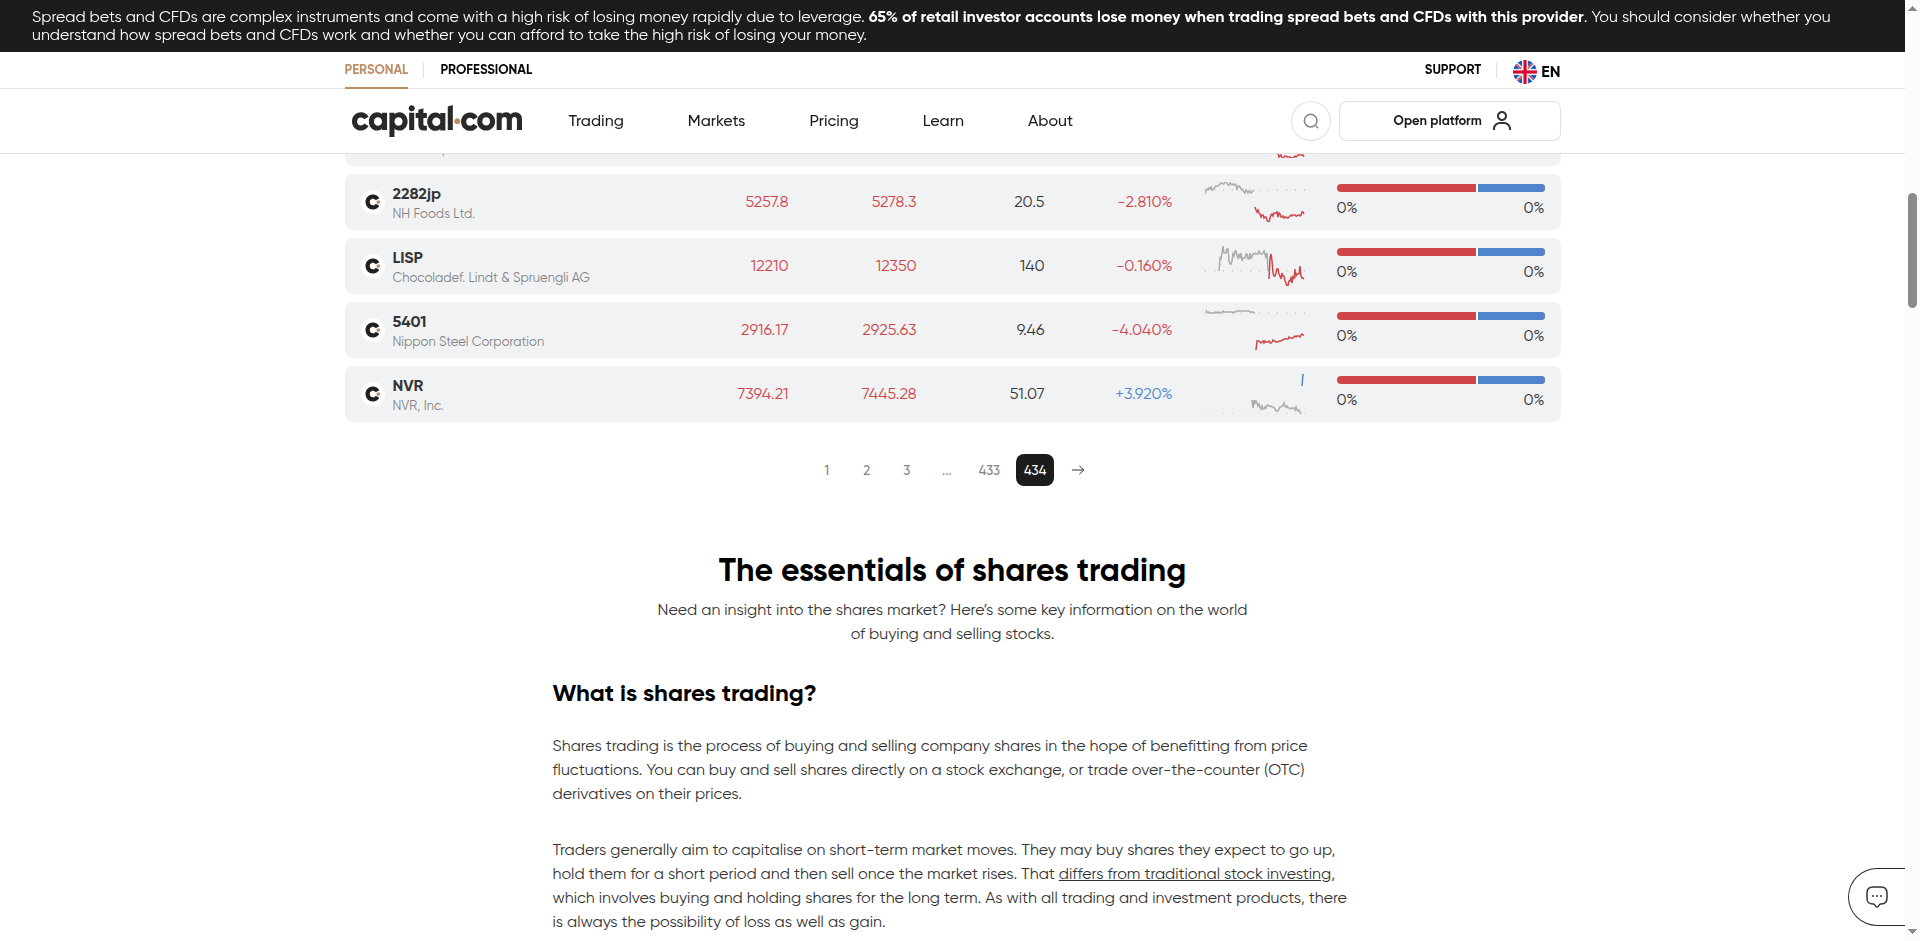 Spread bets and CFDs are complex instruments and come with a high risk of losing money rapidly due to leverage. 65% of retail investor accounts lose money when trading spread bets and CFDs with this provider. You should consider whether you
understand how spread bets and CFDs work and whether you can afford to take the high risk of losing your money.
PERSONAL PROFESSIONAL SUPPORT EN
capital.com Trading Markets Pricing Learn About Open platform
2282jp 5257.8 5278.3 20.5 -2.810% 0% 0%
NH Foods Ltd.
LISP 12210 12350 140 -0.160% 0% 0%
Chocoladef. Lindt & Spruengli AG
5401 2916.17 2925.63 9.46 -4.040% 0% 0%
Nippon Steel Corporation
NVR 7394.21 7445.28 51.07 +3.920% 0% 0%
NVR, Inc.
1 2 3 ... 433 434
The essentials of shares trading
Need an insight into the shares market? Here’s some key information on the world
of buying and selling stocks.
What is shares trading?
Shares trading is the process of buying and selling company shares in the hope of benefitting from price
fluctuations. You can buy and sell shares directly on a stock exchange, or trade over-the-counter (OTC)
derivatives on their prices.
Traders generally aim to capitalise on short-term market moves. They may buy shares they expect to go up,
hold them for a short period and then sell once the market rises. That differs from traditional stock investing,
which involves buying and holding shares for the long term. As with all trading and investment products, there
is always the possibility of loss as well as gain.